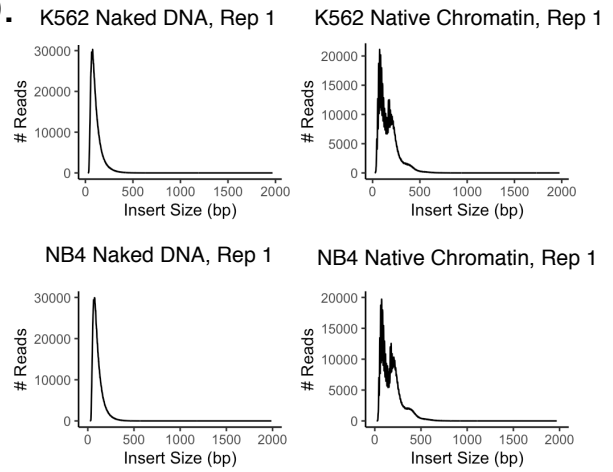 K562 Naked DNA, Rep 1
# Reads
30000
20000
10000
0
0 500 1000 1500 2000
Insert Size (bp)
K562 Native Chromatin, Rep 1
# Reads
20000
15000
10000
5000
0
0 500 1000 1500 2000
Insert Size (bp)
NB4 Naked DNA, Rep 1
# Reads
30000
20000
10000
0
0 500 1000 1500 2000
Insert Size (bp)
NB4 Native Chromatin, Rep 1
# Reads
20000
15000
10000
5000
0
0 500 1000 1500 2000
Insert Size (bp)